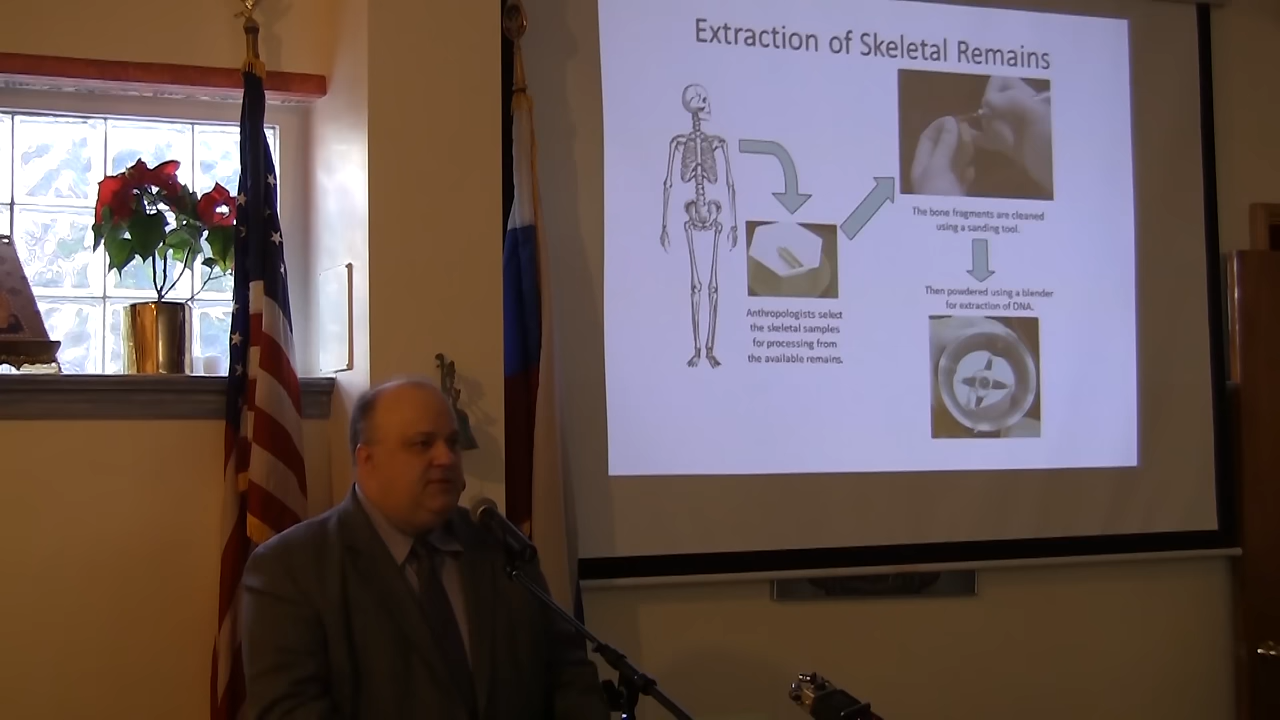 Extraction of Skeletal Remains
Anthropologists select
the skeletal samples
for processing from
the available remains.
The bone fragments are cleaned
using a sanding tool.
Then powdered using a blender
for extraction of DNA.